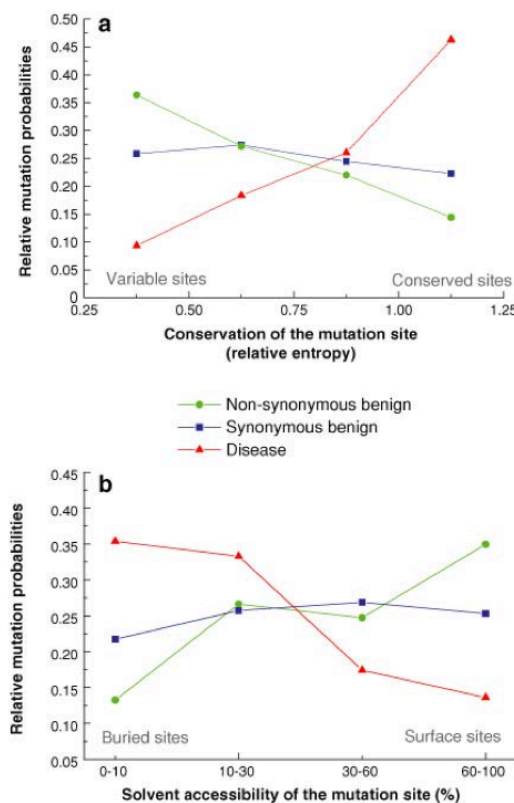 a
Relative mutation probabilities
0.50
0.45
0.40
0.35
0.30
0.25
0.20
0.15
0.10
0.05
0
Variable sites
Conserved sites
0.25
0.50
0.75
1.00
1.25
Conservation of the mutation site
(relative entropy)
Non-synonymous benign
Synonymous benign
Disease
b
Relative mutation probabilities
0.45
0.40
0.35
0.30
0.25
0.20
0.15
0.10
0.05
Buried sites
Surface sites
0-10
10-30
30-60
60-100
Solvent accessibility of the mutation site (%)